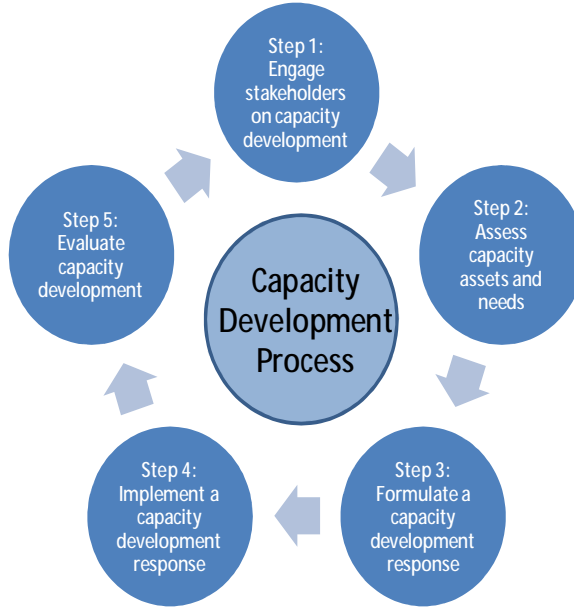 Step 1:
Engage
stakeholders
on capacity
development
Step 2:
Assess
capacity
assets and
needs
Step 3:
Formulate a
capacity
development
response
Step 4:
Implement a
capacity
development
response
Step 5:
Evaluate
capacity
development
Capacity
Development
Process